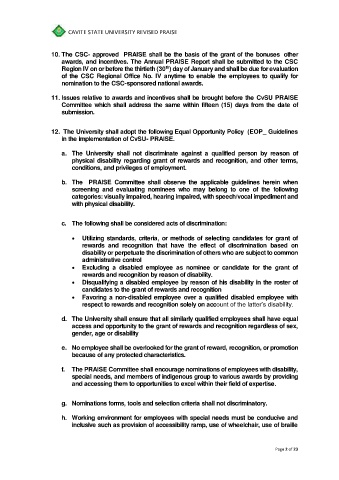 CAVITE STATE UNIVERSITY REVISED PRAISE
10. The CSC- approved PRAISE shall be the basis of the grant of the bonuses other
awards, and incentives. The Annual PRAISE Report shall be submitted to the CSC
Region IV on or before the thirtieth (30th) day of January and shall be due for evaluation
of the CSC Regional Office No. IV anytime to enable the employees to qualify for
nomination to the CSC-sponsored national awards.
11. Issues relative to awards and incentives shall be brought before the CvSU PRAISE
Committee which shall address the same within fifteen (15) days from the date of
submission.
12. The University shall adopt the following Equal Opportunity Policy (EOP_ Guidelines
in the implementation of CvSU- PRAISE.
a. The University shall not discriminate against a qualified person by reason of
physical disability regarding grant of rewards and recognition, and other terms,
conditions, and privileges of employment.
b. The PRAISE Committee shall observe the applicable guidelines herein when
screening and evaluating nominees who may belong to one of the following
categories: visually impaired, hearing impaired, with speech/vocal impediment and
with physical disability.
c. The following shall be considered acts of discrimination:
• Utilizing standards, criteria, or methods of selecting candidates for grant of
rewards and recognition that have the effect of discrimination based on
disability or perpetuate the discrimination of others who are subject to common
administrative control
• Excluding a disabled employee as nominee or candidate for the grant of
rewards and recognition by reason of disability.
• Disqualifying a disabled employee by reason of his disability in the roster of
candidates to the grant of rewards and recognition
• Favoring a non-disabled employee over a qualified disabled employee with
respect to rewards and recognition solely on account of the latter's disability.
d. The University shall ensure that all similarly qualified employees shall have equal
access and opportunity to the grant of rewards and recognition regardless of sex,
gender, age or disability
e. No employee shall be overlooked for the grant of reward, recognition, or promotion
because of any protected characteristics.
f. The PRAISE Committee shall encourage nominations of employees with disability,
special needs, and members of indigenous group to various awards by providing
and accessing them to opportunities to excel within their field of expertise.
g. Nominations forms, tools and selection criteria shall not discriminatory.
h. Working environment for employees with special needs must be conducive and
inclusive such as provision of accessibility ramp, use of wheelchair, use of braille